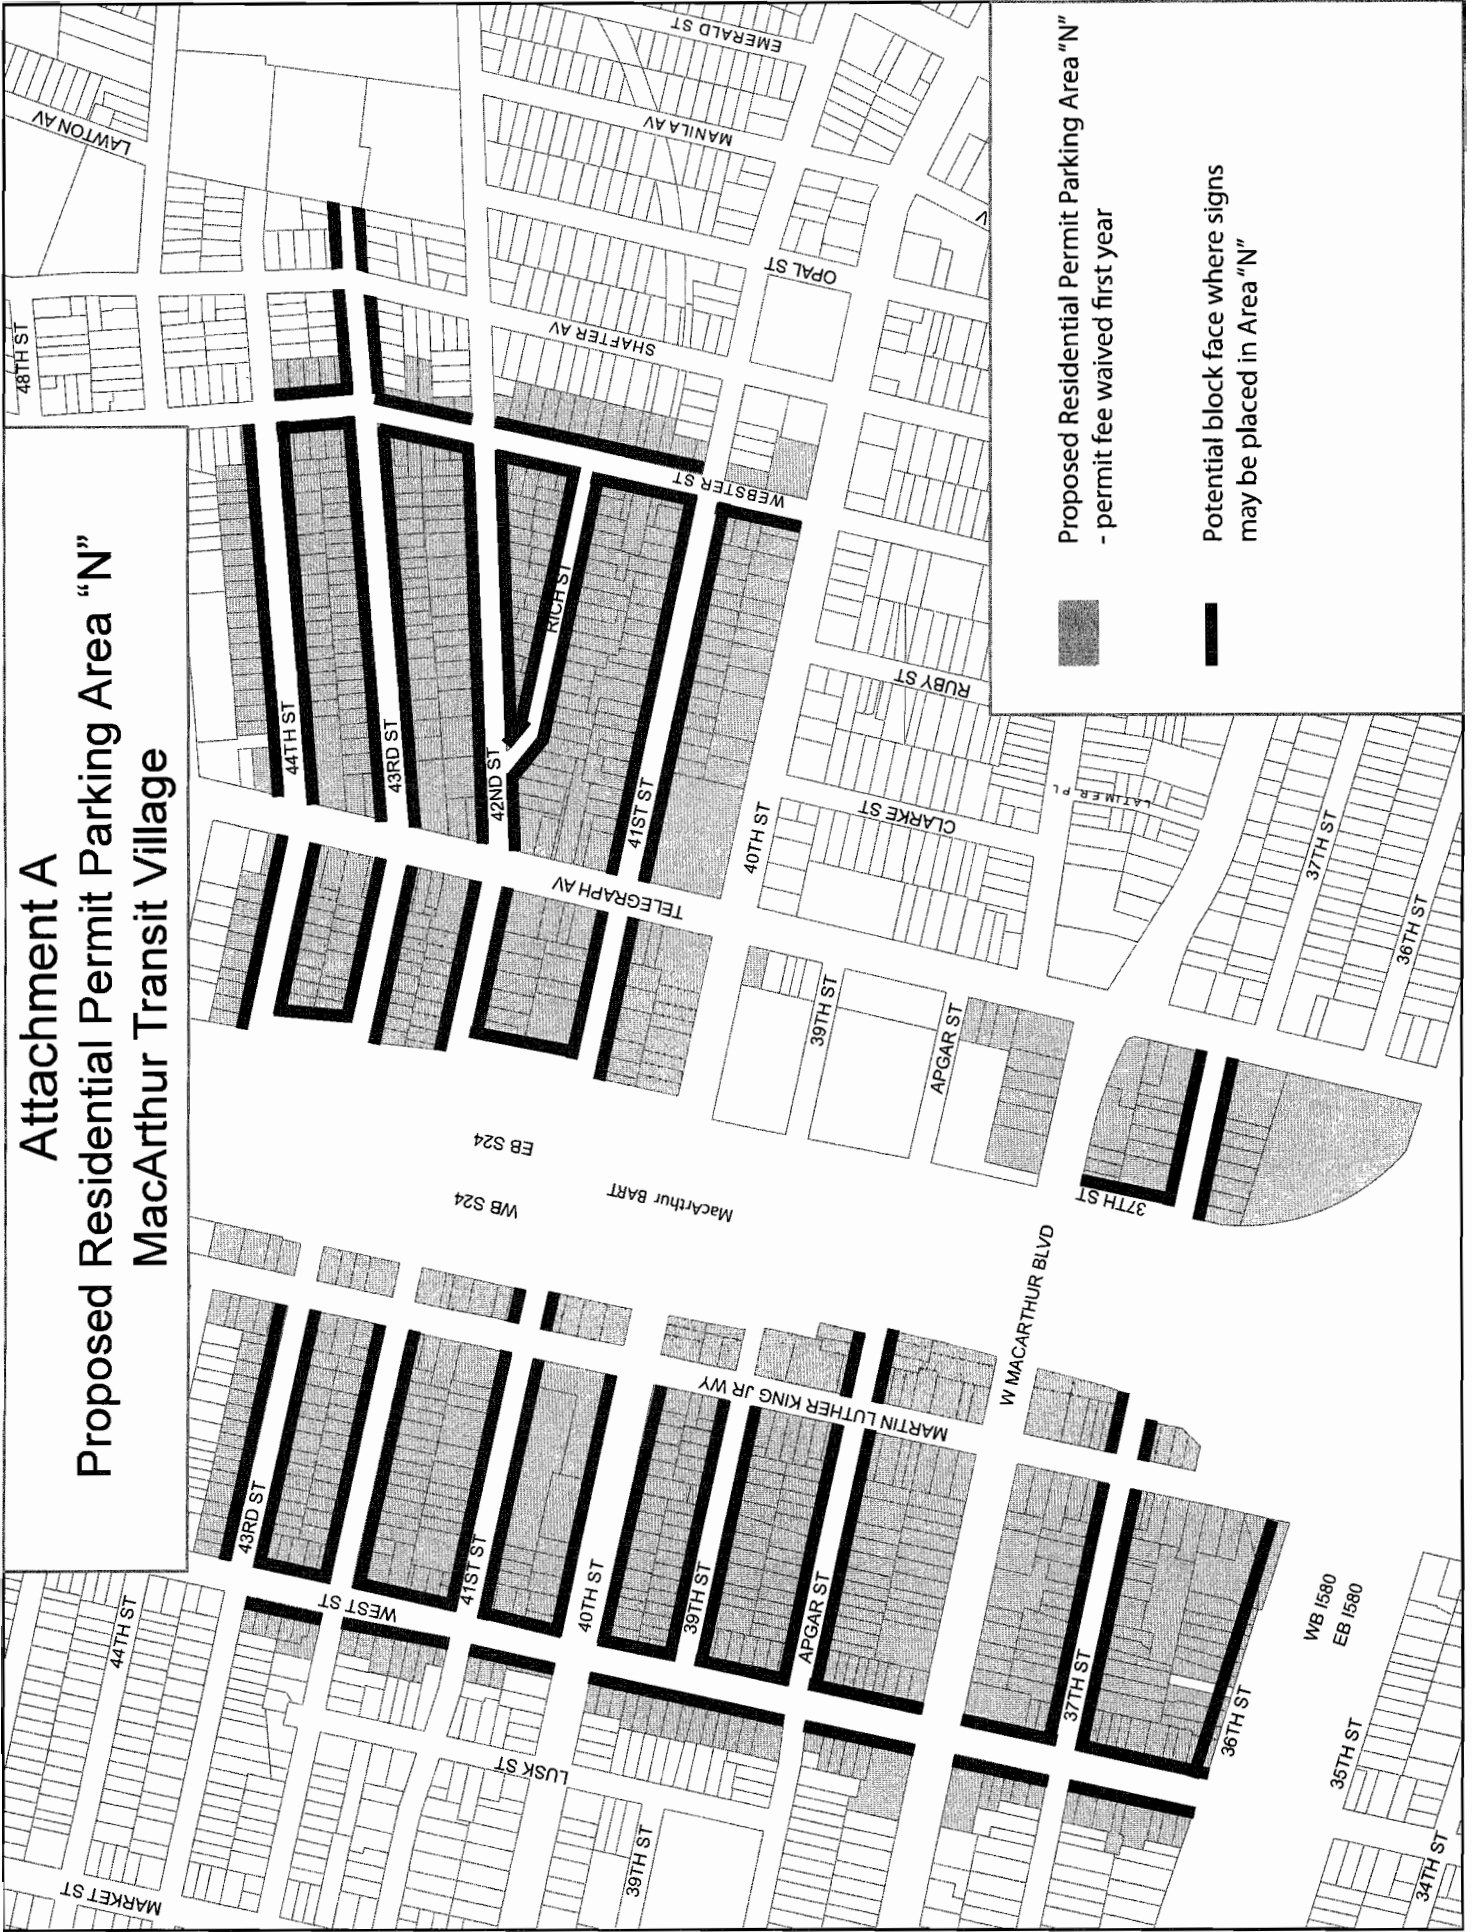 Attachment A
Proposed Residential Permit Parking Area “N”
MacArthur Transit Village
Proposed Residential Permit Parking Area “N”
- permit fee waived first year
Potential block face where signs
may be placed in Area “N”
MARKET ST
44TH ST
WEST ST
43RD ST
41ST ST
LUSK ST
40TH ST
39TH ST
39TH ST
APGAR ST
37TH ST
36TH ST
35TH ST
34TH ST
WB I580
EB I580
MARTIN LUTHER KING JR WY
W MACARTHUR BLVD
WB S24
EB S24
MacArthur BART
37TH ST
TELEGRAPH AV
44TH ST
43RD ST
42ND ST
RICH ST
41ST ST
40TH ST
39TH ST
APGAR ST
CLARKE ST
RUBY ST
LATIMER PL
37TH ST
36TH ST
WEBSTER ST
48TH ST
SHAFTER AV
OPAL ST
LAWTON AV
MANILA AV
EMERALD ST
V